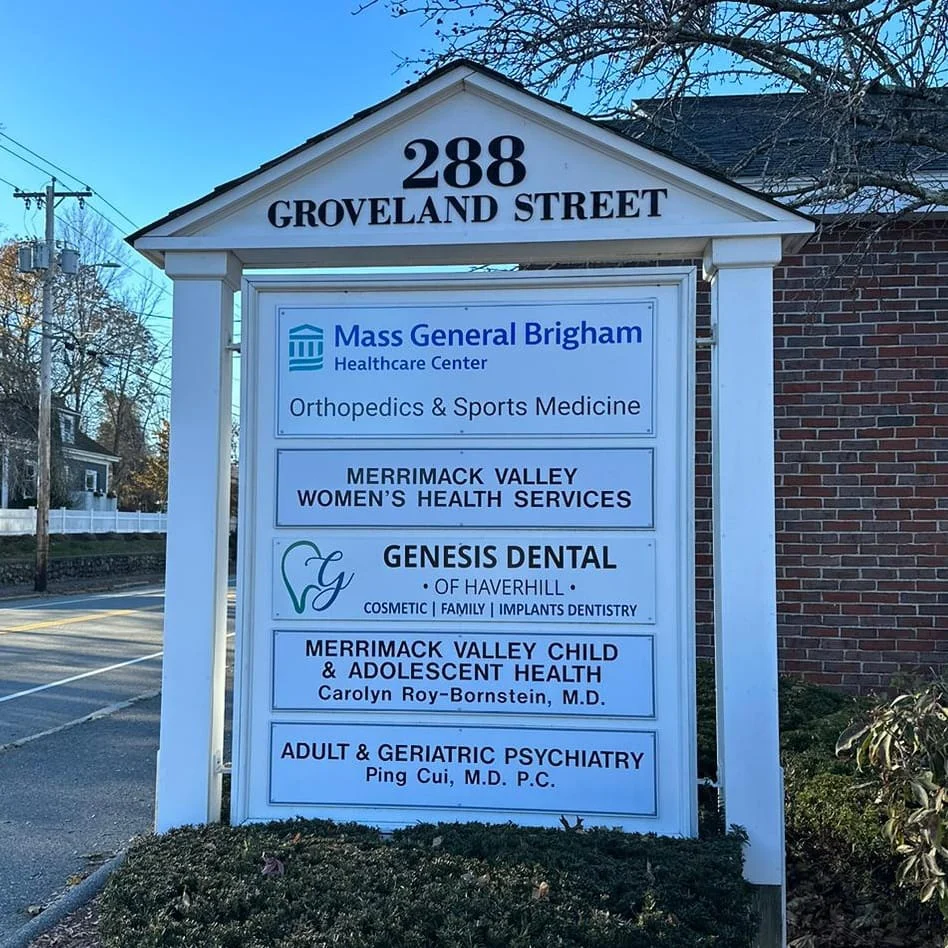 288
GROVELAND STREET
Mass General Brigham
Healthcare Center
Orthopedics & Sports Medicine
MERRIMACK VALLEY
WOMEN'S HEALTH SERVICES
G
GENESIS DENTAL
• OF HAVERHILL •
COSMETIC | FAMILY | IMPLANTS DENTISTRY
MERRIMACK VALLEY CHILD
& ADOLESCENT HEALTH
Carolyn Roy-Bornstein, M.D.
ADULT & GERIATRIC PSYCHIATRY
Ping Cui, M.D. P.C.